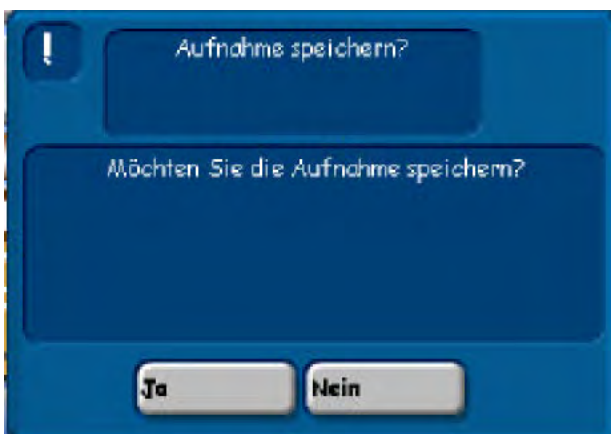 !
Aufnahme speichern?
Möchten Sie die Aufnahme speichern?
Ja
Nein